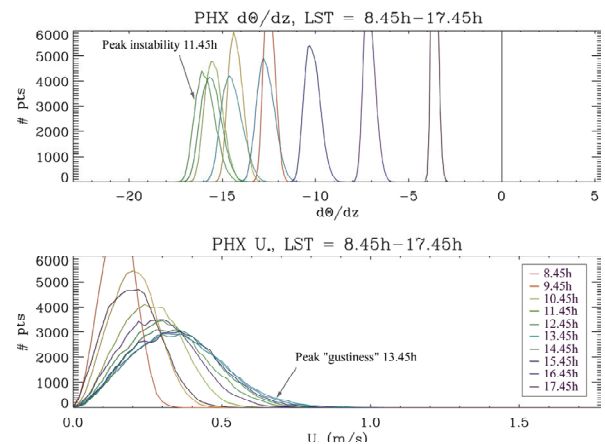 PHX dΘ/dz, LST = 8.45h−17.45h
6000
5000
4000
3000
2000
1000
0
# pts
Peak instability 11.45h
−20
−15
−10
−5
0
5
dΘ/dz
PHX U*, LST = 8.45h−17.45h
6000
5000
4000
3000
2000
1000
0
# pts
Peak "gustiness" 13.45h
8.45h
9.45h
10.45h
11.45h
12.45h
13.45h
14.45h
15.45h
16.45h
17.45h
0.0
0.5
1.0
1.5
U* (m/s)